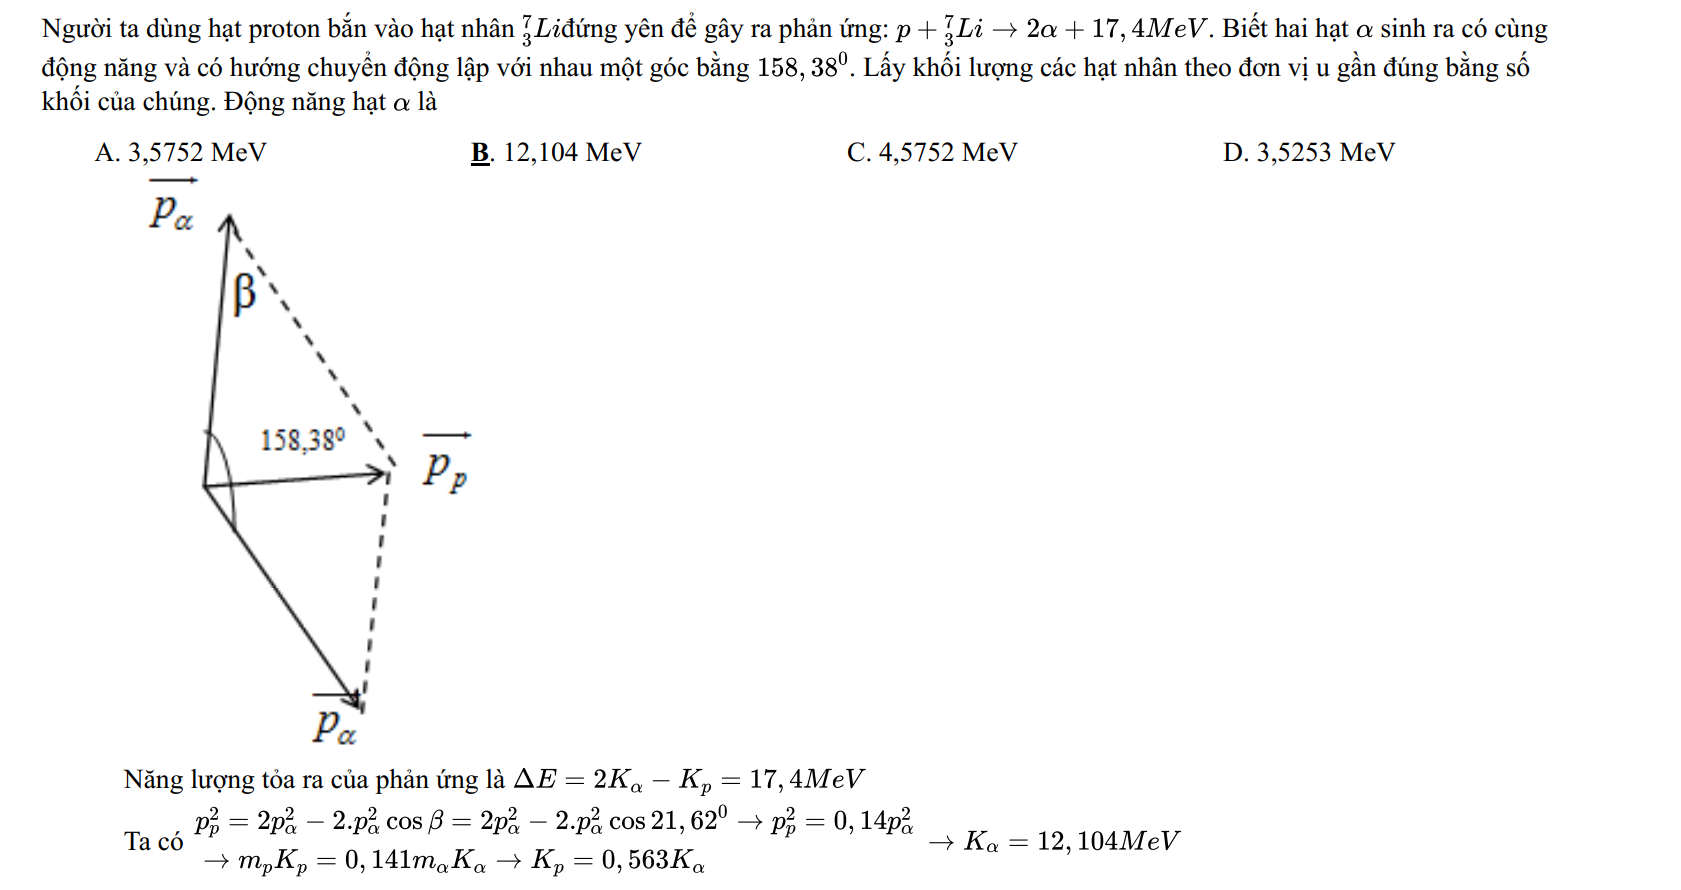 Người ta dùng hạt proton bắn vào hạt nhân $^{7}_{3}Li$đứng yên để gây ra phản ứng: $p + ^{7}_{3}Li \rightarrow 2\alpha + 17,4MeV$. Biết hai hạt $\alpha$ sinh ra có cùng
động năng và có hướng chuyển động lập với nhau một góc bằng $158,38^{0}$. Lấy khối lượng các hạt nhân theo đơn vị u gần đúng bằng số
khối của chúng. Động năng hạt $\alpha$ là
A. 3,5752 MeV B. 12,104 MeV C. 4,5752 MeV D. 3,5253 MeV
$\overrightarrow{p_{\alpha}}$
β
158,38⁰
$\overrightarrow{p_{p}}$
$\overrightarrow{p_{\alpha}}$
Năng lượng tỏa ra của phản ứng là $\Delta E = 2K_{\alpha} - K_{p} = 17,4MeV$
Ta có $p_{p}^{2} = 2p_{\alpha}^{2} - 2.p_{\alpha}^{2}\cos\beta = 2p_{\alpha}^{2} - 2.p_{\alpha}^{2}\cos 21,62^{0} \rightarrow p_{p}^{2} = 0,14p_{\alpha}^{2}$
$\rightarrow m_{p}K_{p} = 0,141m_{\alpha}K_{\alpha} \rightarrow K_{p} = 0,563K_{\alpha}$ $\rightarrow K_{\alpha} = 12,104MeV$